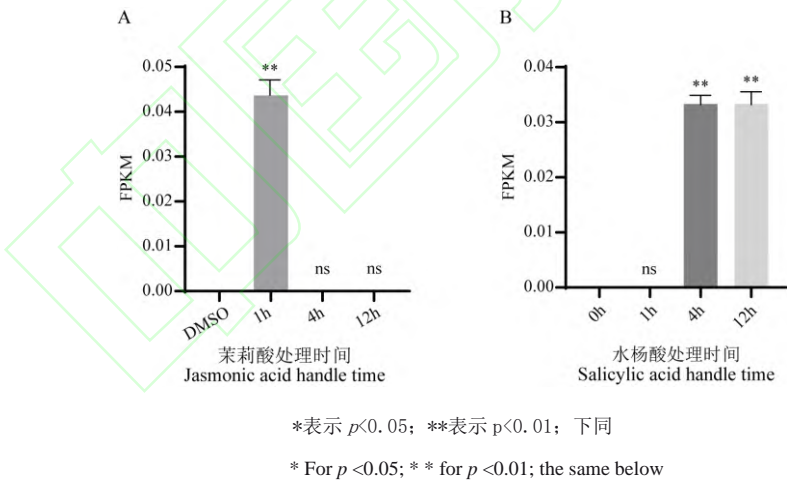 A
B
0.05
0.04
0.03
0.02
0.01
0.00
FPKM
**
ns
ns
DMSO
1h
4h
12h
茉莉酸处理时间
Jasmonic acid handle time
0.04
0.03
0.02
0.01
0.00
FPKM
ns
**
**
0h
1h
4h
12h
水杨酸处理时间
Salicylic acid handle time
*表示 p<0.05；**表示 p<0.01；下同
* For p <0.05; * * for p <0.01; the same below